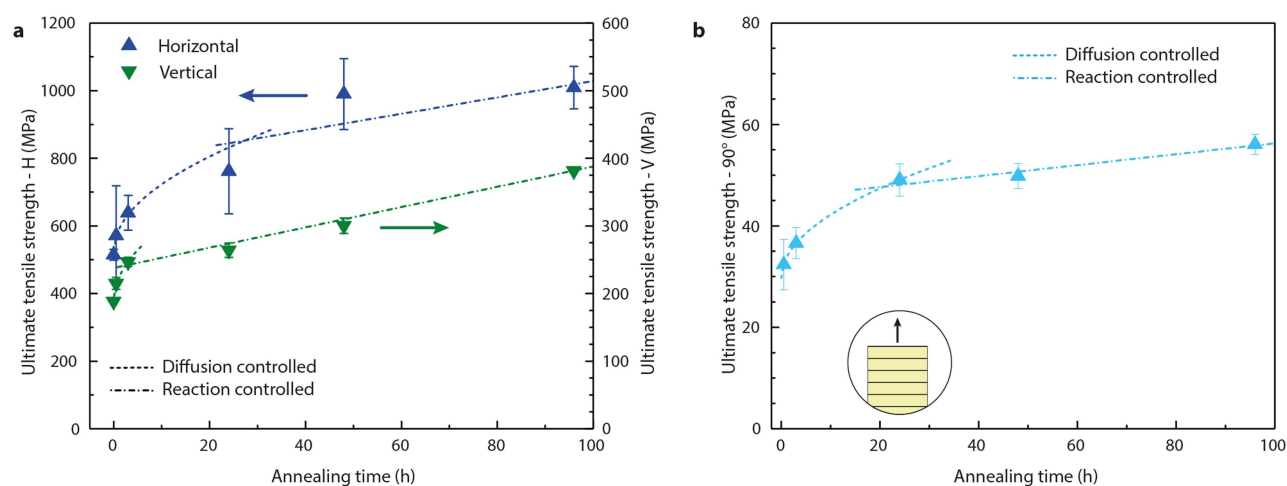 a
Ultimate tensile strength - H (MPa)
1200
1000
800
600
400
200
0
Horizontal
Vertical
Diffusion controlled
Reaction controlled
0 20 40 60 80 100
Annealing time (h)
600
500
400
300
200
100
0
Ultimate tensile strength - V (MPa)
b
Ultimate tensile strength - 90° (MPa)
80
60
40
20
0
Diffusion controlled
Reaction controlled
0 20 40 60 80 100
Annealing time (h)